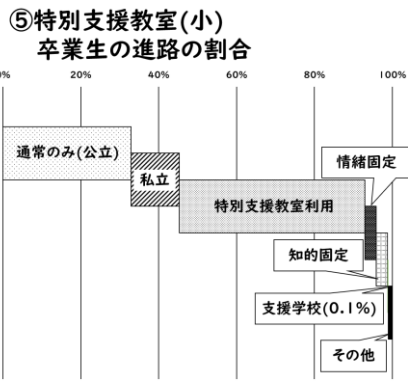 ⑤特別支援教室(小)
卒業生の進路の割合
0%
20%
40%
60%
80%
100%
通常のみ(公立)
私立
特別支援教室利用
情緒固定
知的固定
支援学校(0.1%)
その他